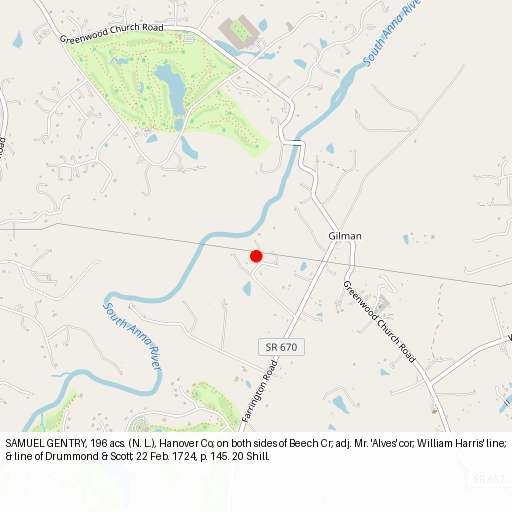 Greenwood Church Road
South Anna River
Road
Gilman
Greenwood Church Road
South Anna River
SR 670
Farrington Road
SAMUEL GENTRY, 196 acs. (N. L.), Hanover Co; on both sides of Beech Cr; adj. Mr. 'Alves' cor; William Harris' line;
& line of Drummond & Scott; 22 Feb. 1724, p. 145. 20 Shill.
SR 657